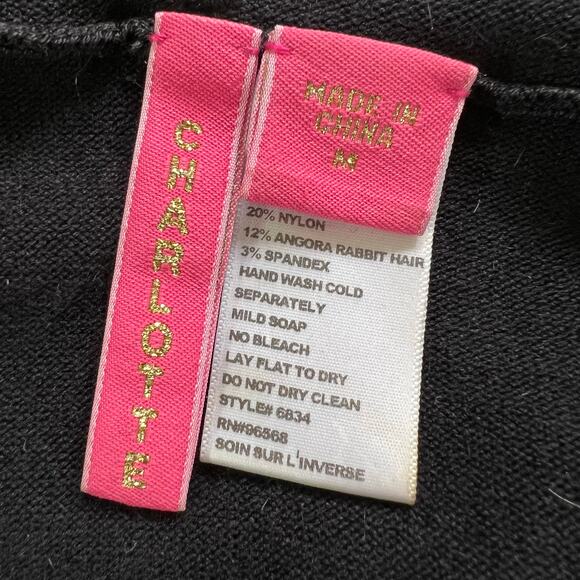 CHARLOTTE
MADE IN
CHINA
M
20% NYLON
12% ANGORA RABBIT HAIR
3% SPANDEX
HAND WASH COLD
SEPARATELY
MILD SOAP
NO BLEACH
LAY FLAT TO DRY
DO NOT DRY CLEAN
STYLE# 6834
RN#96568
SOIN SUR L'INVERSE